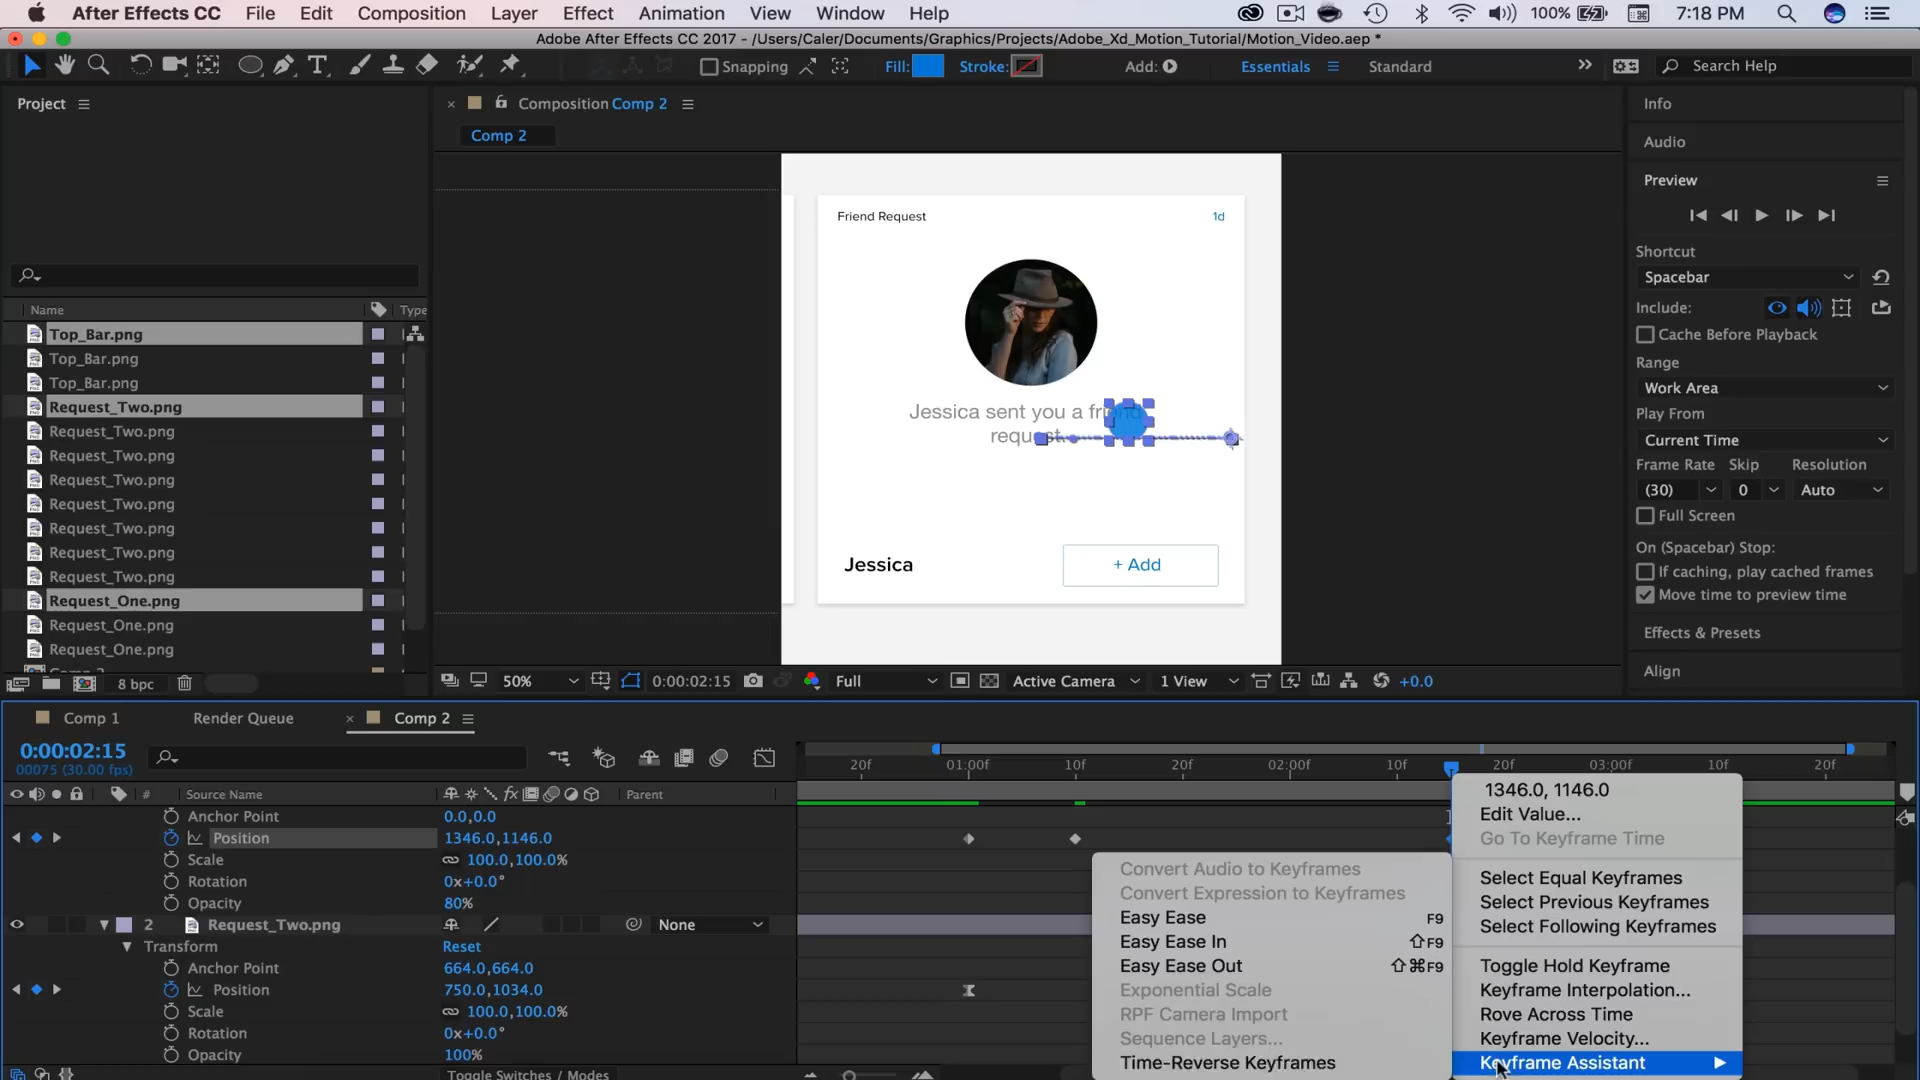 After Effects CC File Edit Composition Layer Effect Animation View Window Help 100% 7:18 PM
Adobe After Effects CC 2017 - /Users/Caler/Documents/Graphics/Projects/Adobe_Xd_Motion_Tutorial/Motion_Video.aep *
Snapping Fill: Stroke: Add: Essentials Standard Search Help
Project
Composition Comp 2
Comp 2
Name Type
Top_Bar.png
Top_Bar.png
Top_Bar.png
Request_Two.png
Request_Two.png
Request_Two.png
Request_Two.png
Request_Two.png
Request_Two.png
Request_Two.png
Request_Two.png
Request_One.png
Request_One.png
Request_One.png
8 bpc
Friend Request 1d
Jessica sent you a friend
request.
Jessica + Add
50% 0:00:02:15 Full Active Camera 1 View +0.0
Info
Audio
Preview
Shortcut
Spacebar
Include:
Cache Before Playback
Range
Work Area
Play From
Current Time
Frame Rate Skip Resolution
(30) 0 Auto
Full Screen
On (Spacebar) Stop:
If caching, play cached frames
Move time to preview time
Effects & Presets
Align
Comp 1 Render Queue Comp 2
0:00:02:15
00075 (30.00 fps)
20f 01:00f 10f 20f 02:00f 10f 20f 03:00f 10f 20f
# Source Name Parent
Anchor Point 0.0,0.0
Position 1346.0,1146.0
Scale 100.0,100.0%
Rotation 0x+0.0°
Opacity 80%
2 Request_Two.png None
Transform Reset
Anchor Point 664.0,664.0
Position 750.0,1034.0
Scale 100.0,100.0%
Rotation 0x+0.0°
Opacity 100%
Toggle Switches / Modes
1346.0, 1146.0
Edit Value...
Go To Keyframe Time
Select Equal Keyframes
Select Previous Keyframes
Select Following Keyframes
Toggle Hold Keyframe
Keyframe Interpolation...
Rove Across Time
Keyframe Velocity...
Keyframe Assistant
Convert Audio to Keyframes
Convert Expression to Keyframes
Easy Ease F9
Easy Ease In ⇧F9
Easy Ease Out ⇧⌘F9
Exponential Scale
RPF Camera Import
Sequence Layers...
Time-Reverse Keyframes